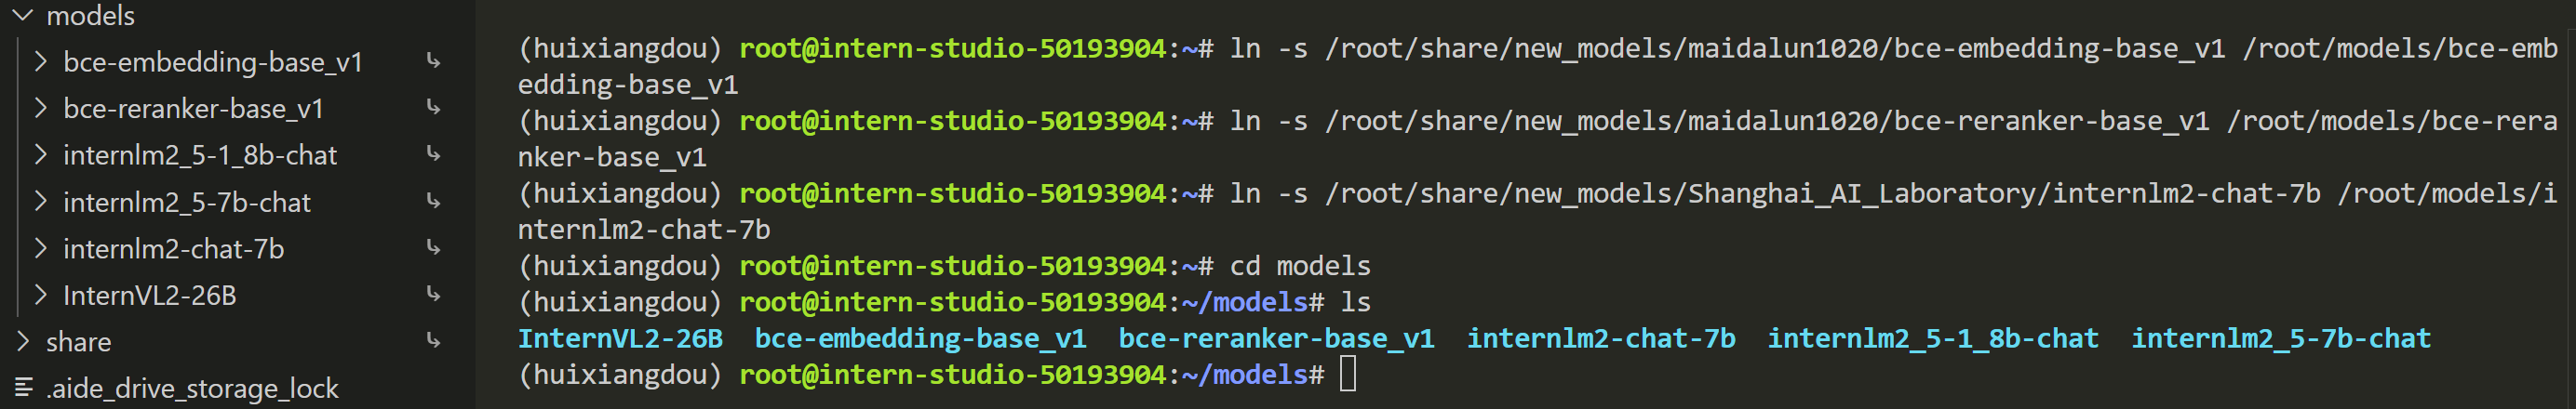 models
bce-embedding-base_v1
bce-reranker-base_v1
internlm2_5-1_8b-chat
internlm2_5-7b-chat
internlm2-chat-7b
InternVL2-26B
share
.aide_drive_storage_lock
(huixiangdou) root@intern-studio-50193904:~# ln -s /root/share/new_models/maidalun1020/bce-embedding-base_v1 /root/models/bce-emb
edding-base_v1
(huixiangdou) root@intern-studio-50193904:~# ln -s /root/share/new_models/maidalun1020/bce-reranker-base_v1 /root/models/bce-rera
nker-base_v1
(huixiangdou) root@intern-studio-50193904:~# ln -s /root/share/new_models/Shanghai_AI_Laboratory/internlm2-chat-7b /root/models/i
nternlm2-chat-7b
(huixiangdou) root@intern-studio-50193904:~# cd models
(huixiangdou) root@intern-studio-50193904:~/models# ls
InternVL2-26B  bce-embedding-base_v1  bce-reranker-base_v1  internlm2-chat-7b  internlm2_5-1_8b-chat  internlm2_5-7b-chat
(huixiangdou) root@intern-studio-50193904:~/models#